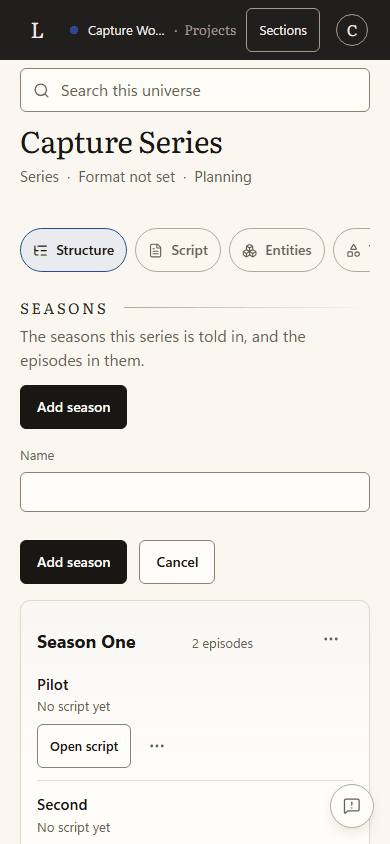 L
Capture Wo... · Projects
Sections
C
Search this universe
Capture Series
Series · Format not set · Planning
Structure
Script
Entities
SEASONS
The seasons this series is told in, and the
episodes in them.
Add season
Name
Add season
Cancel
Season One
2 episodes
Pilot
No script yet
Open script
Second
No script yet